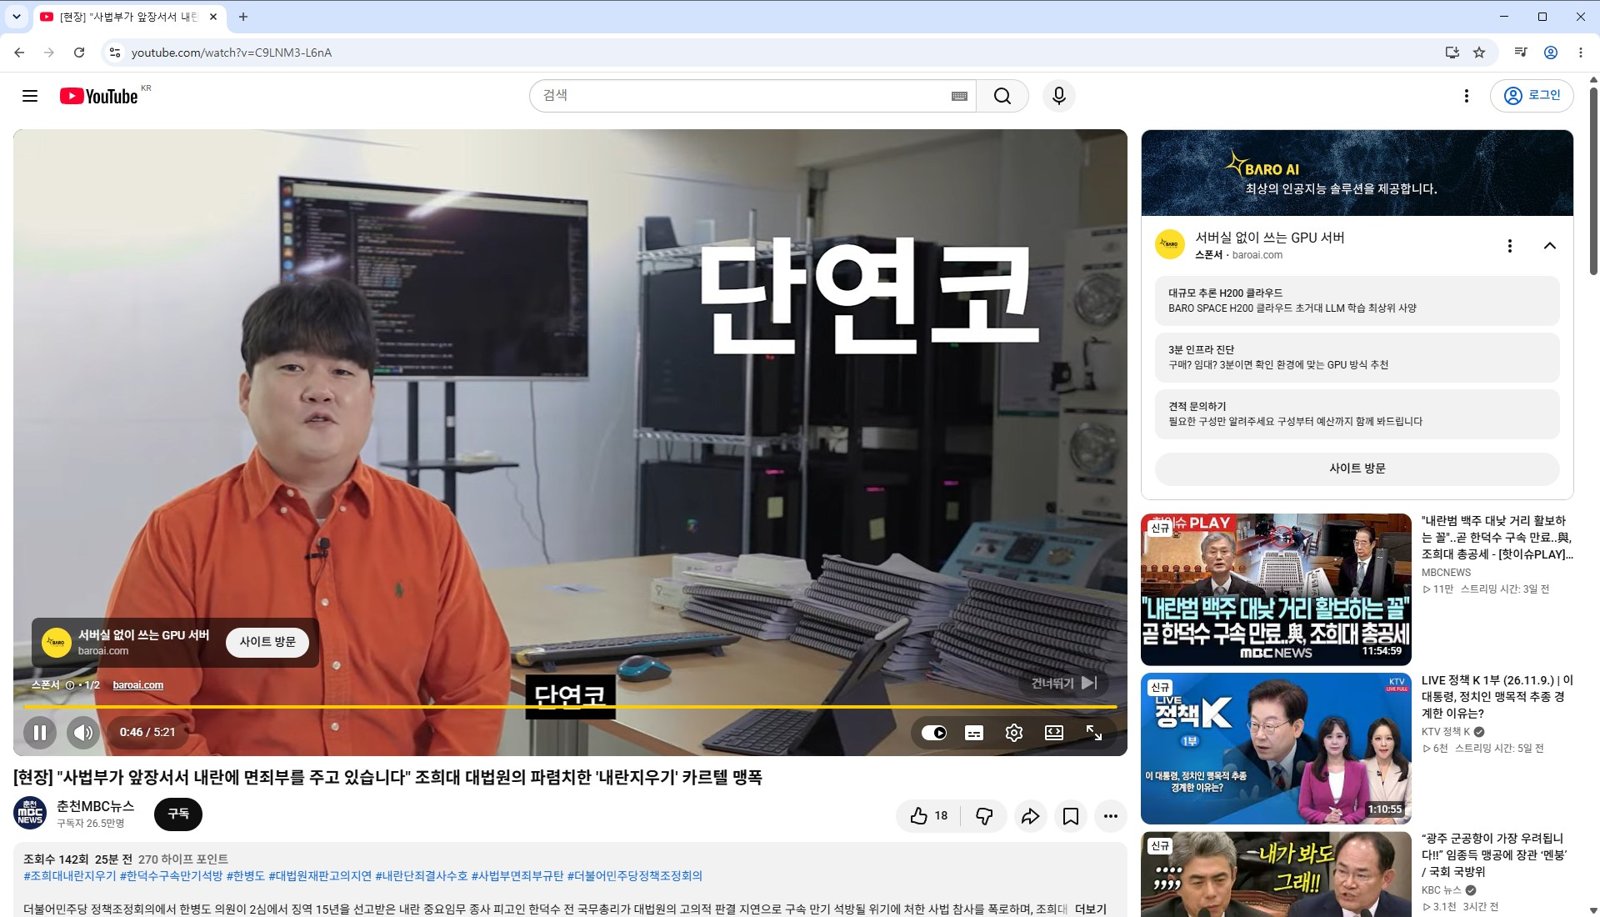 [현장] "사법부가 앞장서서 내란
youtube.com/watch?v=C9LNM3-L6nA
YouTube KR
검색
로그인
단연코
서버실 없이 쓰는 GPU 서버
baroai.com
사이트 방문
스폰서 · 1/2 baroai.com
단연코
건너뛰기
0:46 / 5:21
[현장] "사법부가 앞장서서 내란에 면죄부를 주고 있습니다" 조희대 대법원의 파렴치한 '내란지우기' 카르텔 맹폭
춘천 MBC NEWS
춘천MBC뉴스
구독자 26.5만명
구독
18
조회수 142회 25분 전 270 하이프 포인트
#조희대내란지우기 #한덕수구속만기석방 #한병도 #대법원재판고의지연 #내란단죄결사수호 #사법부면죄부규탄 #더불어민주당정책조정회의
더불어민주당 정책조정회의에서 한병도 의원이 2심에서 징역 15년을 선고받은 내란 중요임무 종사 피고인 한덕수 전 국무총리가 대법원의 고의적 판결 지연으로 구속 만기 석방될 위기에 처한 사법 참사를 폭로하며, 조희대 더보기
BARO AI
최상의 인공지능 솔루션을 제공합니다.
서버실 없이 쓰는 GPU 서버
스폰서 · baroai.com
대규모 추론 H200 클라우드
BARO SPACE H200 클라우드 초거대 LLM 학습 최상위 사양
3분 인프라 진단
구매? 임대? 3분이면 확인 환경에 맞는 GPU 방식 추천
견적 문의하기
필요한 구성만 알려주세요 구성부터 예산까지 함께 봐드립니다
사이트 방문
신규
이슈 PLAY
"내란범 백주 대낮 거리 활보하는 꼴"
곧 한덕수 구속 만료..與, 조희대 총공세
MBC NEWS
11:54:59
"내란범 백주 대낮 거리 활보하
는 꼴"..곧 한덕수 구속 만료..與,
조희대 총공세 - [핫이슈PLAY]...
MBCNEWS
11만 스트리밍 시간: 3일 전
신규
KTV
LIVE FULL
LIVE
정책K
1부
이 대통령, 정치인 맹목적 추종
경계한 이유는?
1:10:55
LIVE 정책 K 1부 (26.11.9.) | 이
대통령, 정치인 맹목적 추종 경
계한 이유는?
KTV 정책 K
6천 스트리밍 시간: 5일 전
신규
내가 봐도
그래!!
"광주 군공항이 가장 우려됩니
다!!" 임종득 맹공에 장관 '멘붕'
/ 국회 국방위
KBC 뉴스
3.1천 3시간 전